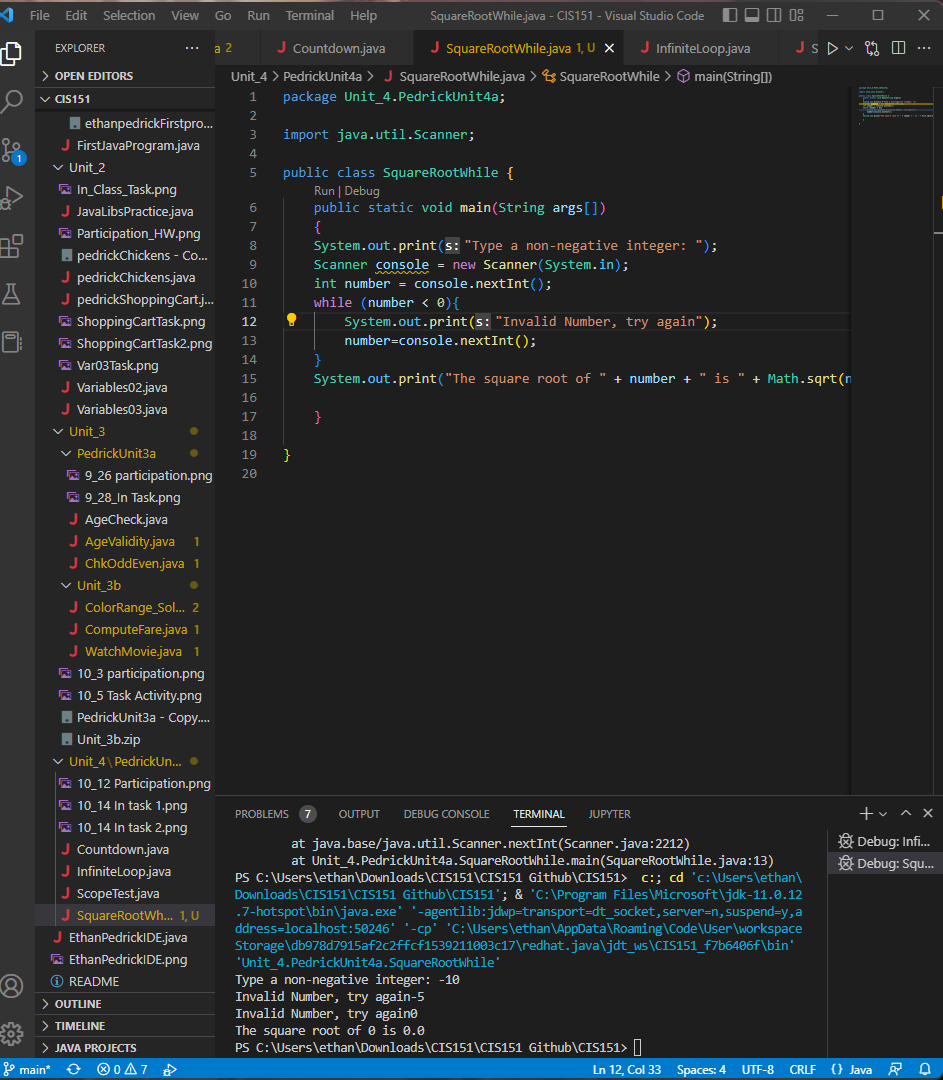 File Edit Selection View Go Run Terminal Help SquareRootWhile.java - CIS151 - Visual Studio Code
EXPLORER ...
a 2 Countdown.java SquareRootWhile.java 1, U InfiniteLoop.java S
OPEN EDITORS
CIS151
ethanpedrickFirstpro...
FirstJavaProgram.java
Unit_2
In_Class_Task.png
JavaLibsPractice.java
Participation_HW.png
pedrickChickens - Co...
pedrickChickens.java
pedrickShoppingCart.j...
ShoppingCartTask.png
ShoppingCartTask2.png
Var03Task.png
Variables02.java
Variables03.java
Unit_3
PedrickUnit3a
9_26 participation.png
9_28_In Task.png
AgeCheck.java
AgeValidity.java 1
ChkOddEven.java 1
Unit_3b
ColorRange_Sol... 2
ComputeFare.java 1
WatchMovie.java 1
10_3 participation.png
10_5 Task Activity.png
PedrickUnit3a - Copy....
Unit_3b.zip
Unit_4\PedrickUn...
10_12 Participation.png
10_14 In task 1.png
10_14 In task 2.png
Countdown.java
InfiniteLoop.java
ScopeTest.java
SquareRootWh... 1, U
EthanPedrickIDE.java
EthanPedrickIDE.png
README
OUTLINE
TIMELINE
JAVA PROJECTS
1
Unit_4 > PedrickUnit4a > SquareRootWhile.java > SquareRootWhile > main(String[])
1 package Unit_4.PedrickUnit4a;
2
3 import java.util.Scanner;
4
5 public class SquareRootWhile {
Run | Debug
6 public static void main(String args[])
7 {
8 System.out.print(s: "Type a non-negative integer: ");
9 Scanner console = new Scanner(System.in);
10 int number = console.nextInt();
11 while (number < 0){
12 System.out.print(s: "Invalid Number, try again");
13 number=console.nextInt();
14 }
15 System.out.print("The square root of " + number + " is " + Math.sqrt(n
16
17 }
18
19 }
20
PROBLEMS 7 OUTPUT DEBUG CONSOLE TERMINAL JUPYTER
at java.base/java.util.Scanner.nextInt(Scanner.java:2212)
at Unit_4.PedrickUnit4a.SquareRootWhile.main(SquareRootWhile.java:13)
PS C:\Users\ethan\Downloads\CIS151\CIS151 Github\CIS151> c:; cd 'c:\Users\ethan\
Downloads\CIS151\CIS151 Github\CIS151'; & 'C:\Program Files\Microsoft\jdk-11.0.12
.7-hotspot\bin\java.exe' '-agentlib:jdwp=transport=dt_socket,server=n,suspend=y,a
ddress=localhost:50246' '-cp' 'C:\Users\ethan\AppData\Roaming\Code\User\workspace
Storage\db978d7915af2c2ffcf1539211003c17\redhat.java\jdt_ws\CIS151_f7b6406f\bin'
'Unit_4.PedrickUnit4a.SquareRootWhile'
Type a non-negative integer: -10
Invalid Number, try again-5
Invalid Number, try again0
The square root of 0 is 0.0
PS C:\Users\ethan\Downloads\CIS151\CIS151 Github\CIS151>
Debug: Infi...
Debug: Squ...
main* 0 7 Ln 12, Col 33 Spaces: 4 UTF-8 CRLF {} Java